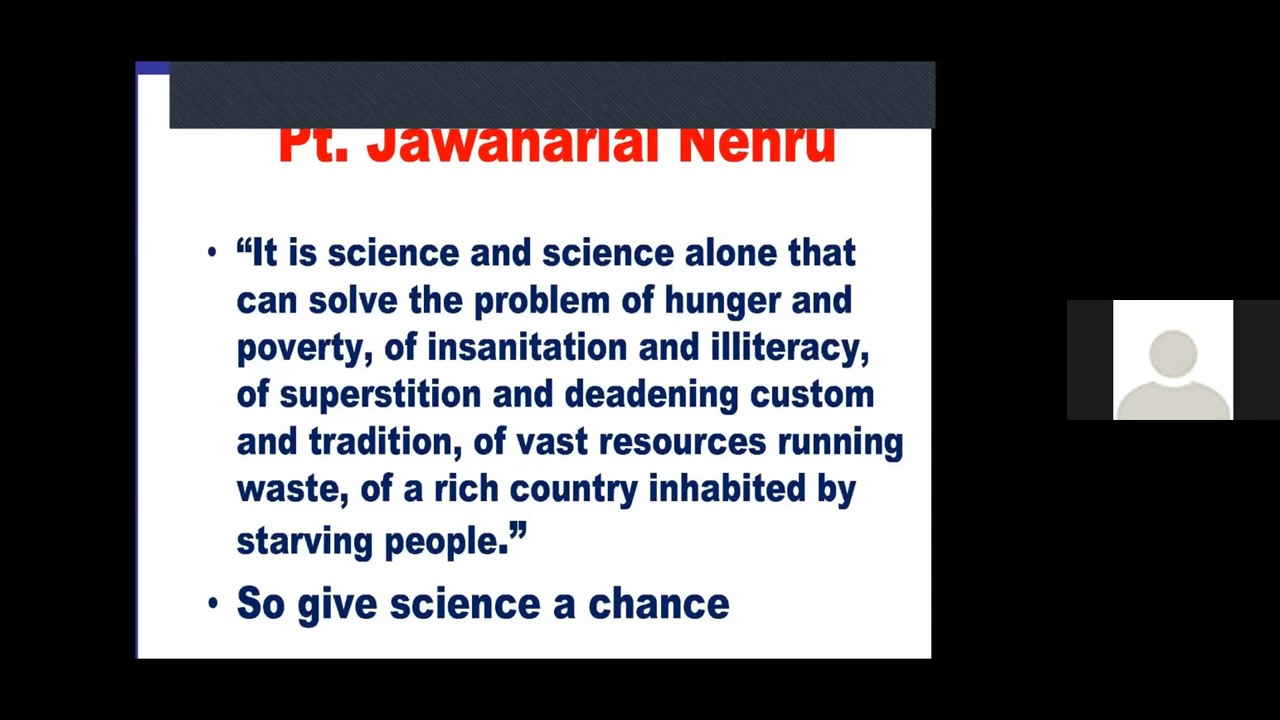 Pt. Jawaharlal Nehru
• “It is science and science alone that
can solve the problem of hunger and
poverty, of insanitation and illiteracy,
of superstition and deadening custom
and tradition, of vast resources running
waste, of a rich country inhabited by
starving people.”
• So give science a chance